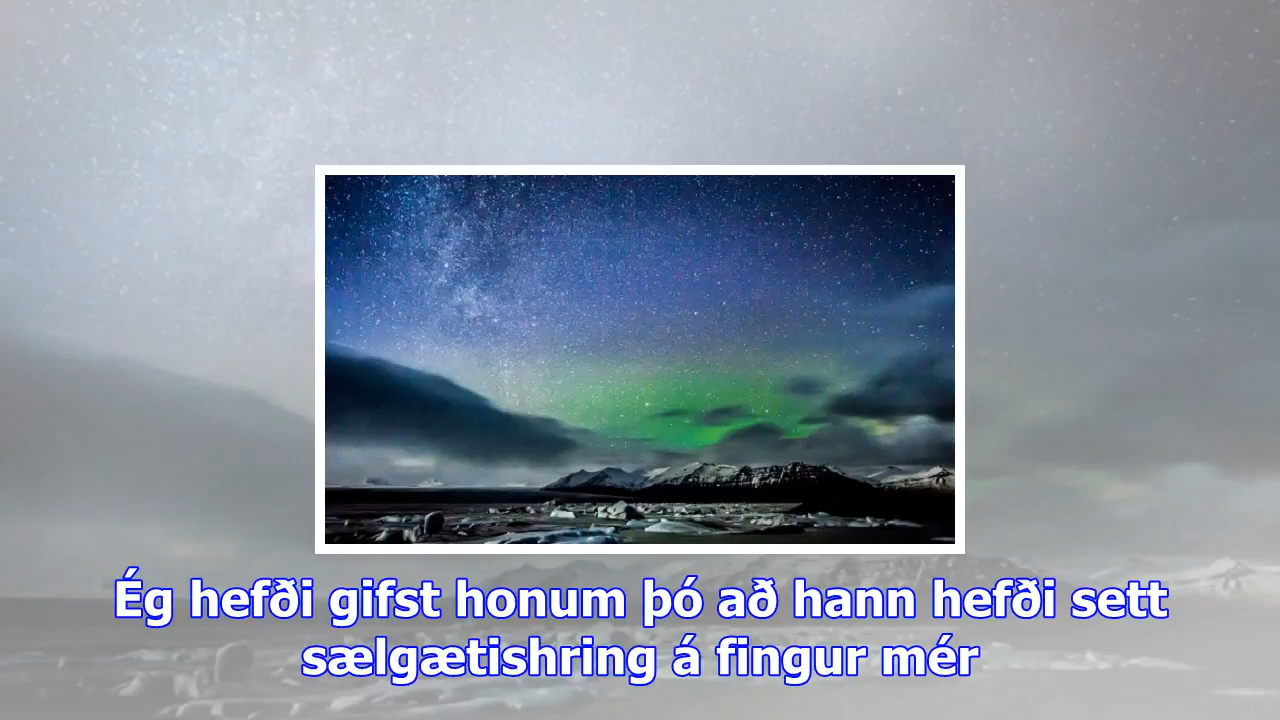 Ég hefði gifst honum þó að hann hefði sett
sælgætishring á fingur mér